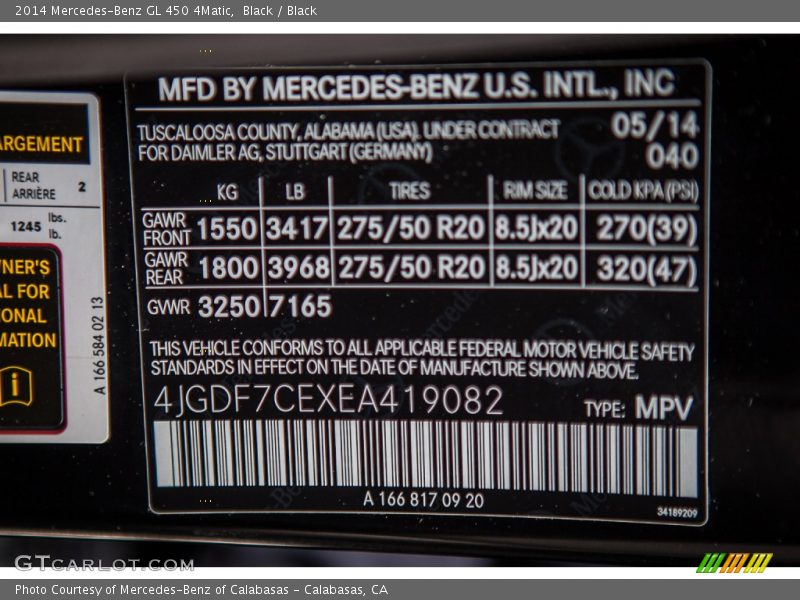 2014 Mercedes-Benz GL 450 4Matic, Black / Black
MFD BY MERCEDES-BENZ U.S. INTL., INC
TUSCALOOSA COUNTY, ALABAMA (USA). UNDER CONTRACT 05/14
FOR DAIMLER AG, STUTTGART (GERMANY) 040
KG LB TIRES RIM SIZE COLD KPA (PSI)
GAWR FRONT 1550 3417 275/50 R20 8.5Jx20 270(39)
GAWR REAR 1800 3968 275/50 R20 8.5Jx20 320(47)
GVWR 3250 7165
THIS VEHICLE CONFORMS TO ALL APPLICABLE FEDERAL MOTOR VEHICLE SAFETY
STANDARDS IN EFFECT ON THE DATE OF MANUFACTURE SHOWN ABOVE.
4JGDF7CEXEA419082 TYPE: MPV
A 166 817 09 20
34189209
ARGEMENT
REAR
ARRIÈRE 2
1245 lbs.
lb.
NER'S
AL FOR
ONAL
MATION
i
A 166 584 02 13
GTCARLOT.COM
Photo Courtesy of Mercedes-Benz of Calabasas - Calabasas, CA